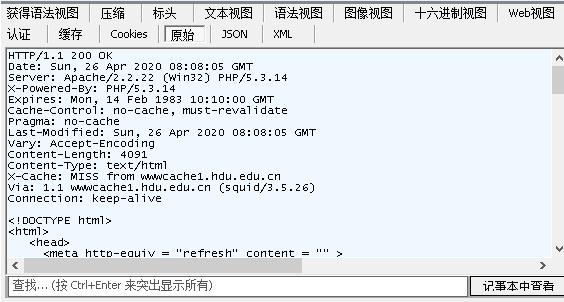 获得语法视图 压缩 标头 文本视图 语法视图 图像视图 十六进制视图 Web视图
认证 缓存 Cookies 原始 JSON XML
HTTP/1.1 200 OK
Date: Sun, 26 Apr 2020 08:08:05 GMT
Server: Apache/2.2.22 (Win32) PHP/5.3.14
X-Powered-By: PHP/5.3.14
Expires: Mon, 14 Feb 1983 10:10:00 GMT
Cache-Control: no-cache, must-revalidate
Pragma: no-cache
Last-Modified: Sun, 26 Apr 2020 08:08:05 GMT
Vary: Accept-Encoding
Content-Length: 4091
Content-Type: text/html
X-Cache: MISS from wwwcache1.hdu.edu.cn
Via: 1.1 wwwcache1.hdu.edu.cn (squid/3.5.26)
Connection: keep-alive
<!DOCTYPE html>
<html>
<head>
<meta http-equiv = "refresh" content = "" >
查找... (按 Ctrl+Enter 来突出显示所有) 记事本中查看